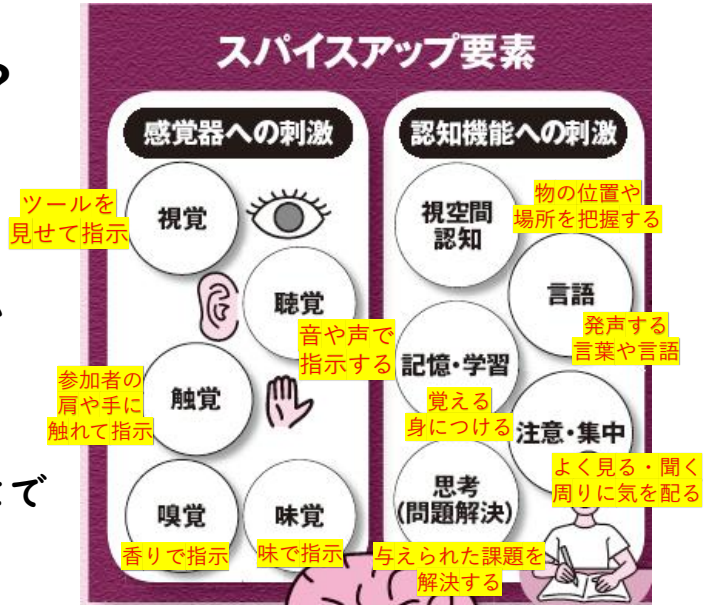 スパイスアップ要素
感覚器への刺激
視覚
ツールを
見せて指示
聴覚
音や声で
指示する
触覚
参加者の
肩や手に
触れて指示
嗅覚
香りで指示
味覚
味で指示
認知機能への刺激
視空間
認知
物の位置や
場所を把握する
言語
発声する
言葉や言語
記憶・学習
覚える
身につける
注意・集中
よく見る・聞く
周りに気を配る
思考
(問題解決)
与えられた課題を
解決する
で